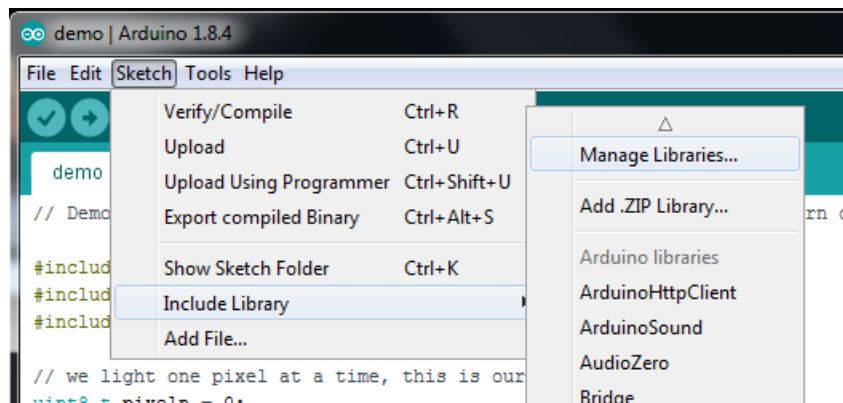 demo | Arduino 1.8.4
File Edit Sketch Tools Help
Verify/Compile Ctrl+R
Upload Ctrl+U
Upload Using Programmer Ctrl+Shift+U
Export compiled Binary Ctrl+Alt+S
Show Sketch Folder Ctrl+K
Include Library
Add File...
Manage Libraries...
Add .ZIP Library...
Arduino libraries
ArduinoHttpClient
ArduinoSound
AudioZero
Bridge
demo
// Demo
#includ
#includ
#includ
// we light one pixel at a time, this is our
uint8_t pixeln = 0;